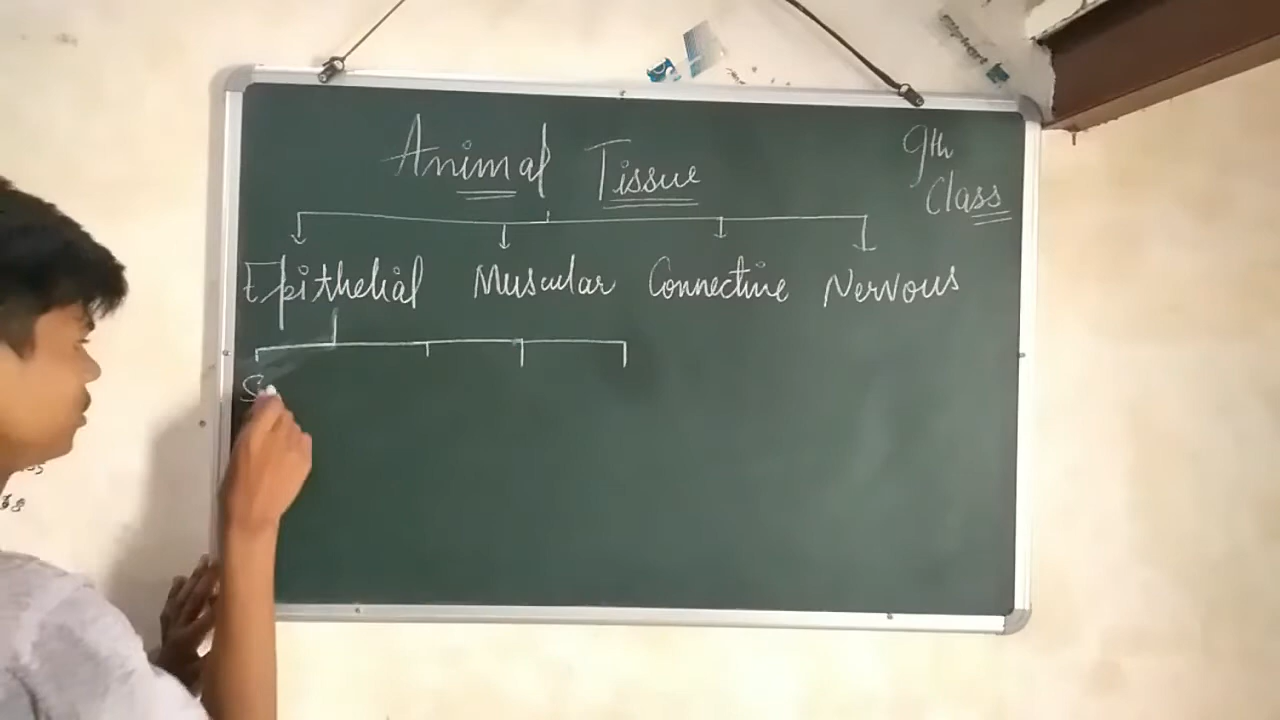 Animal Tissue
9th
Class
Epithelial Muscular Connective Nervous
S